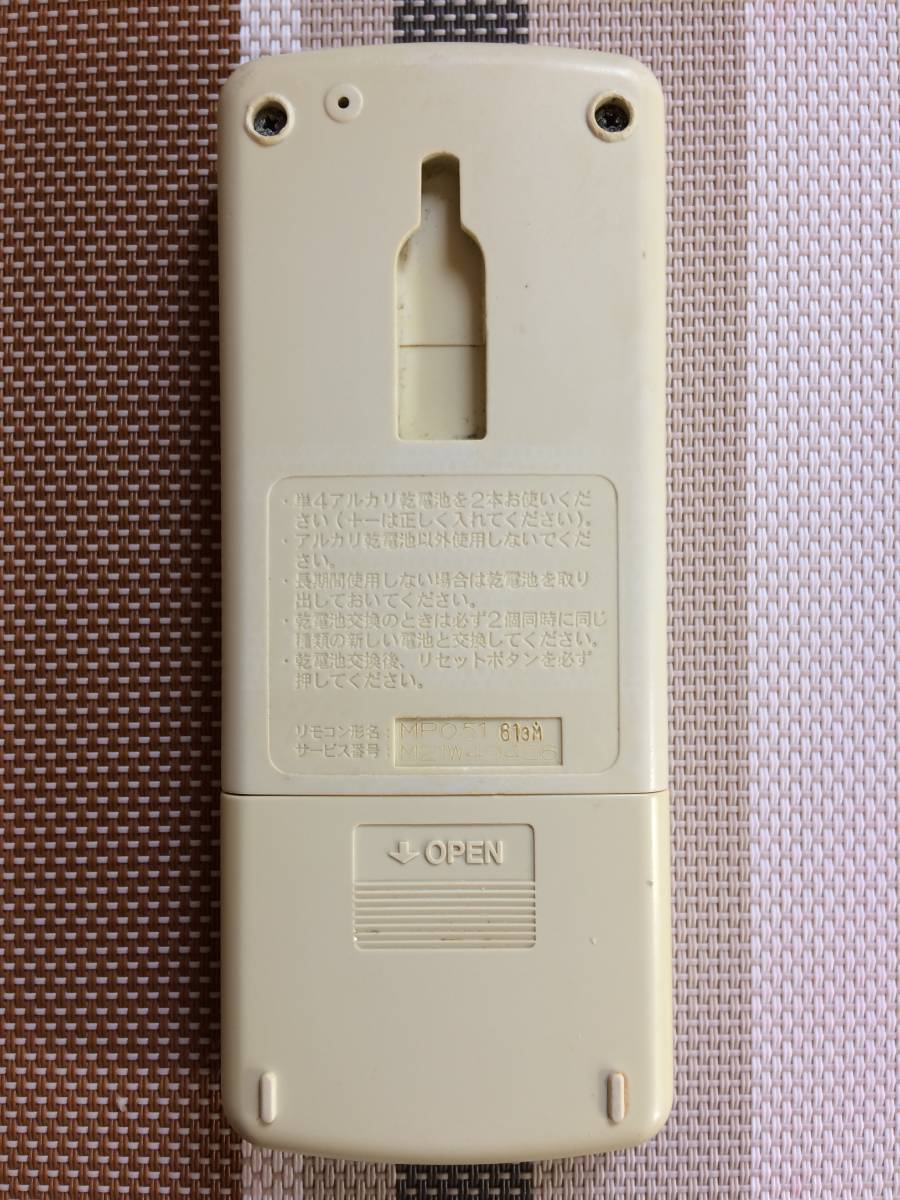 ・単4アルカリ乾電池を2本お使いくだ
さい(+-は正しく入れてください)。
・アルカリ乾電池以外使用しないでくだ
さい。
・長期間使用しない場合は乾電池を取り
出しておいてください。
・乾電池交換のときは必ず2個同時に同じ
種類の新しい電池と交換してください。
・乾電池交換後、リセットボタンを必ず
押してください。
リモコン形名: MP051 613M
サービス番号:
OPEN